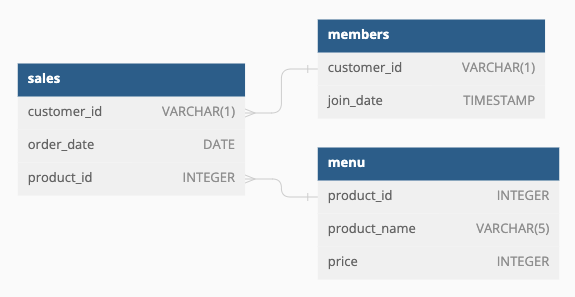 sales
customer_id VARCHAR(1)
order_date DATE
product_id INTEGER
members
customer_id VARCHAR(1)
join_date TIMESTAMP
menu
product_id INTEGER
product_name VARCHAR(5)
price INTEGER